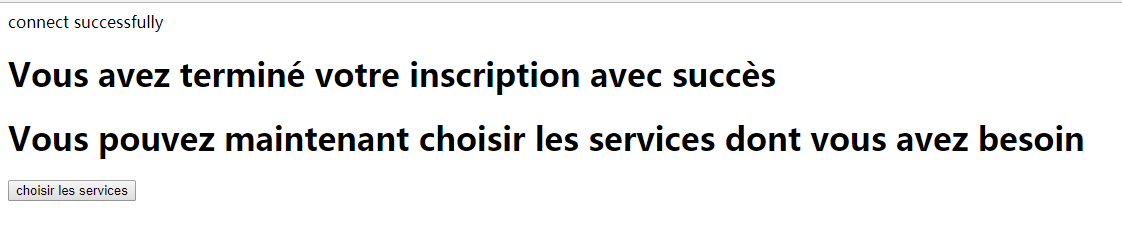 connect successfully
Vous avez terminé votre inscription avec succès
Vous pouvez maintenant choisir les services dont vous avez besoin
choisir les services